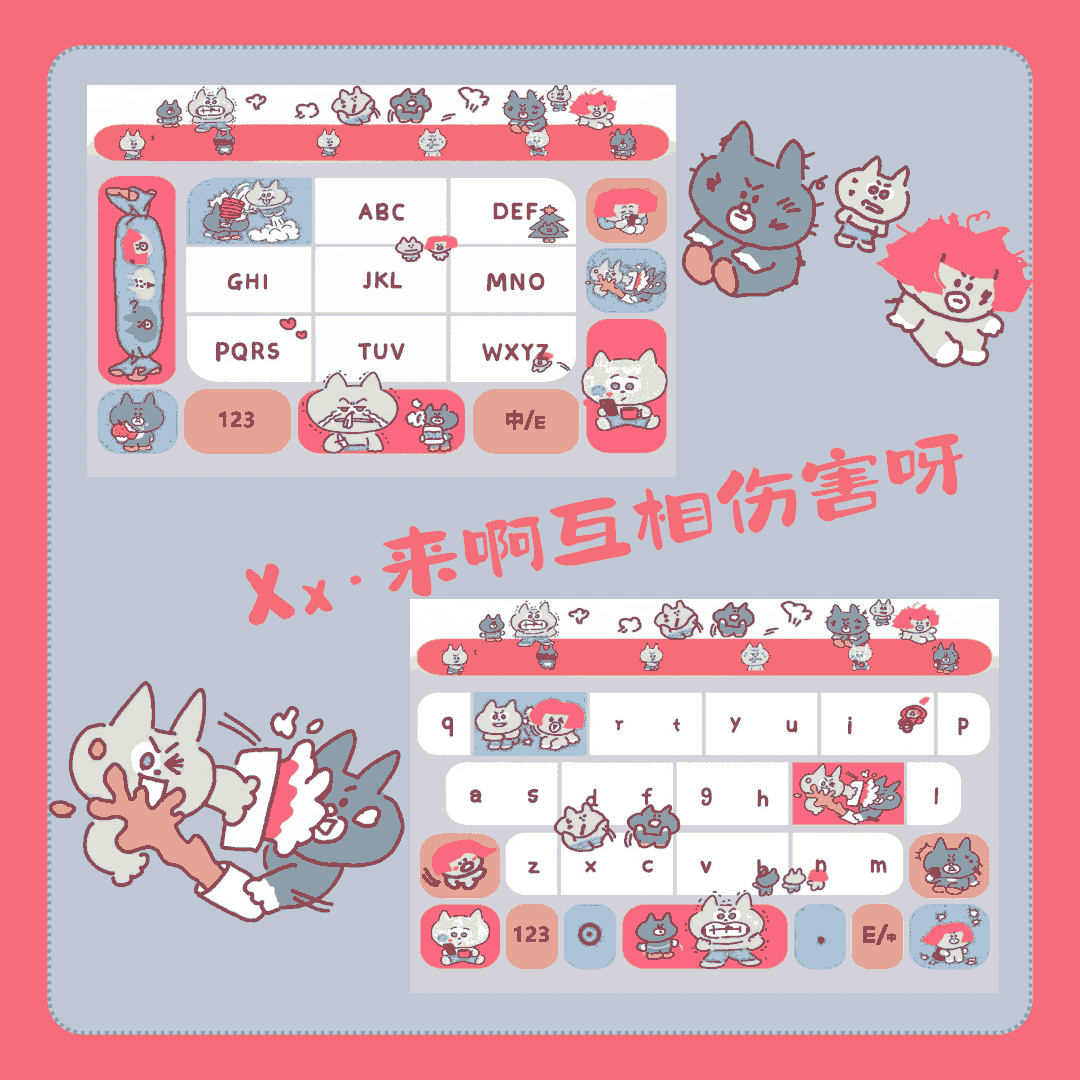 ABC DEF
GHI JKL MNO
PQRS TUV WXYZ
123 中/E
Xx·来啊互相伤害呀
q r t y u i p
a s d f g h l
z x c v b n m
123 . E/中